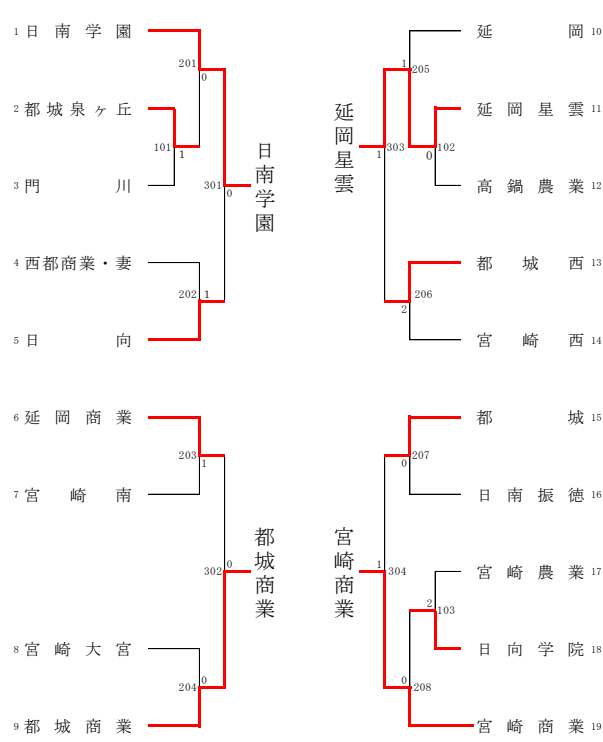 1 日南学園
201
0
2 都城泉ヶ丘
101
1
3 門川
301
0
日南学園
4 西都商業・妻
202
1
5 日向
6 延岡商業
203
1
7 宮崎南
302
0
都城商業
8 宮崎大宮
204
0
9 都城商業
延岡 10
1
205
延岡星雲 11
0
102
高鍋農業 12
延岡星雲
1
303
都城西 13
206
2
宮崎西 14
都城 15
207
0
日南振徳 16
宮崎商業
1
304
宮崎農業 17
2
103
日向学院 18
0
208
宮崎商業 19